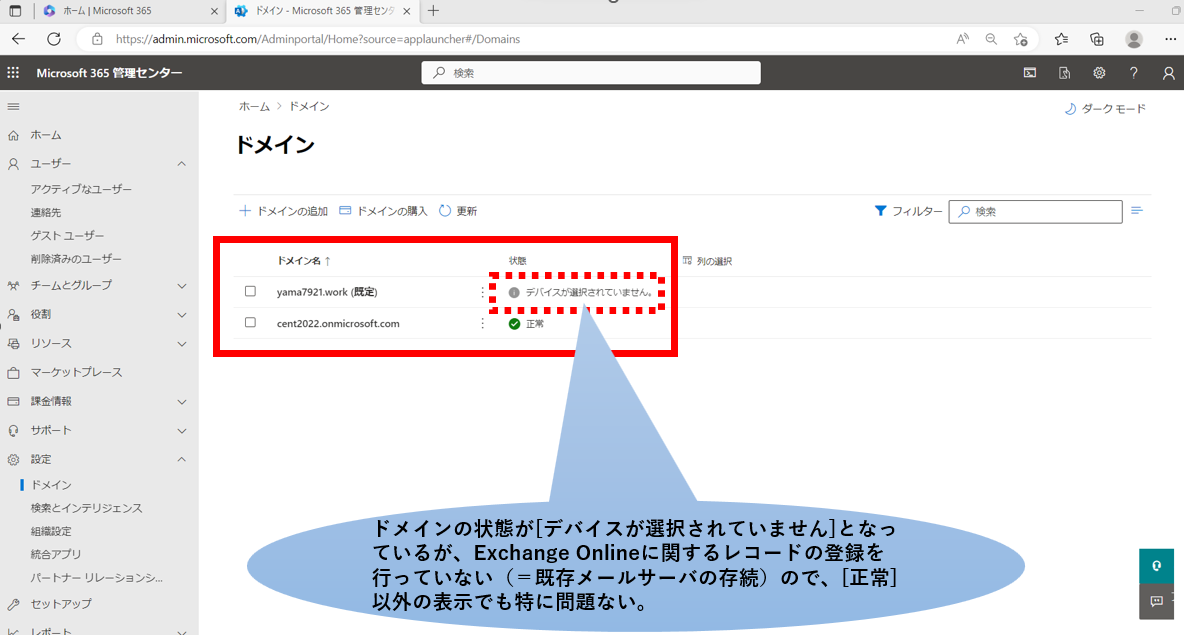 ホーム | Microsoft 365
ドメイン - Microsoft 365 管理センタ
https://admin.microsoft.com/Adminportal/Home?source=applauncher#/Domains
Microsoft 365 管理センター
検索
ホーム > ドメイン
ダーク モード
ドメイン
ホーム
ユーザー
アクティブなユーザー
連絡先
ゲスト ユーザー
削除済みのユーザー
チームとグループ
役割
リソース
マーケットプレース
課金情報
サポート
設定
ドメイン
検索とインテリジェンス
組織設定
統合アプリ
パートナー リレーションシ...
セットアップ
レポート
ドメインの追加 ドメインの購入 更新
フィルター 検索
ドメイン名 ↑ 状態 列の選択
yama7921.work (既定) デバイスが選択されていません。
cent2022.onmicrosoft.com 正常
ドメインの状態が[デバイスが選択されていません]となっ
ているが、Exchange Onlineに関するレコードの登録を
行っていない（＝既存メールサーバの存続）ので、[正常]
以外の表示でも特に問題ない。